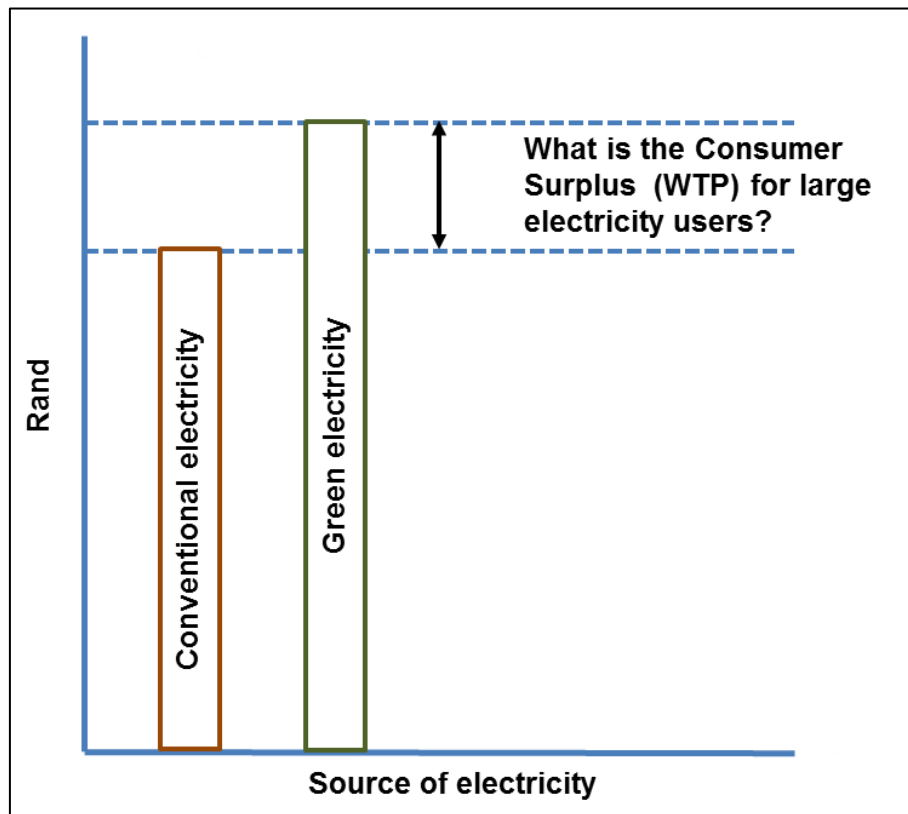 What is the Consumer
Surplus (WTP) for large
electricity users?
Rand
Conventional electricity
Green electricity
Source of electricity